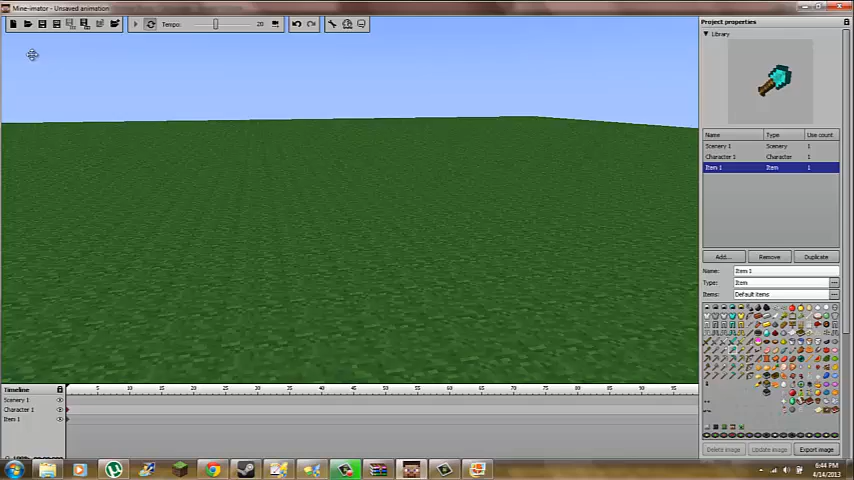 Mine-imator - Unsaved animation
Tempo:
20
Project properties
Library
Name Type Use count
Scenery 1 Scenery 1
Character 1 Character 1
Item 1 Item 1
Add... Remove Duplicate
Name: Item 1
Type: Item
Items: Default items
Delete image Update image Export image
Timeline
5 10 15 20 25 30 35 40 45 50 55 60 65 70 75 80 85 90 95
Scenery 1
Character 1
Item 1
6:44 PM
4/14/2013